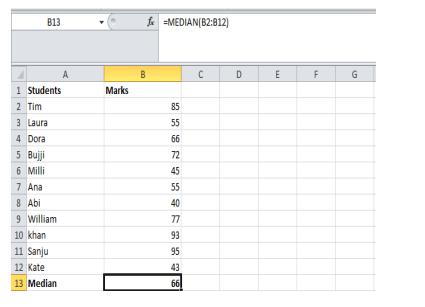 B13 fx =MEDIAN(B2:B12)
A B C D E F G
1 Students Marks
2 Tim 85
3 Laura 55
4 Dora 66
5 Bujji 72
6 Milli 45
7 Ana 55
8 Abi 40
9 William 77
10 khan 93
11 Sanju 95
12 Kate 43
13 Median 66